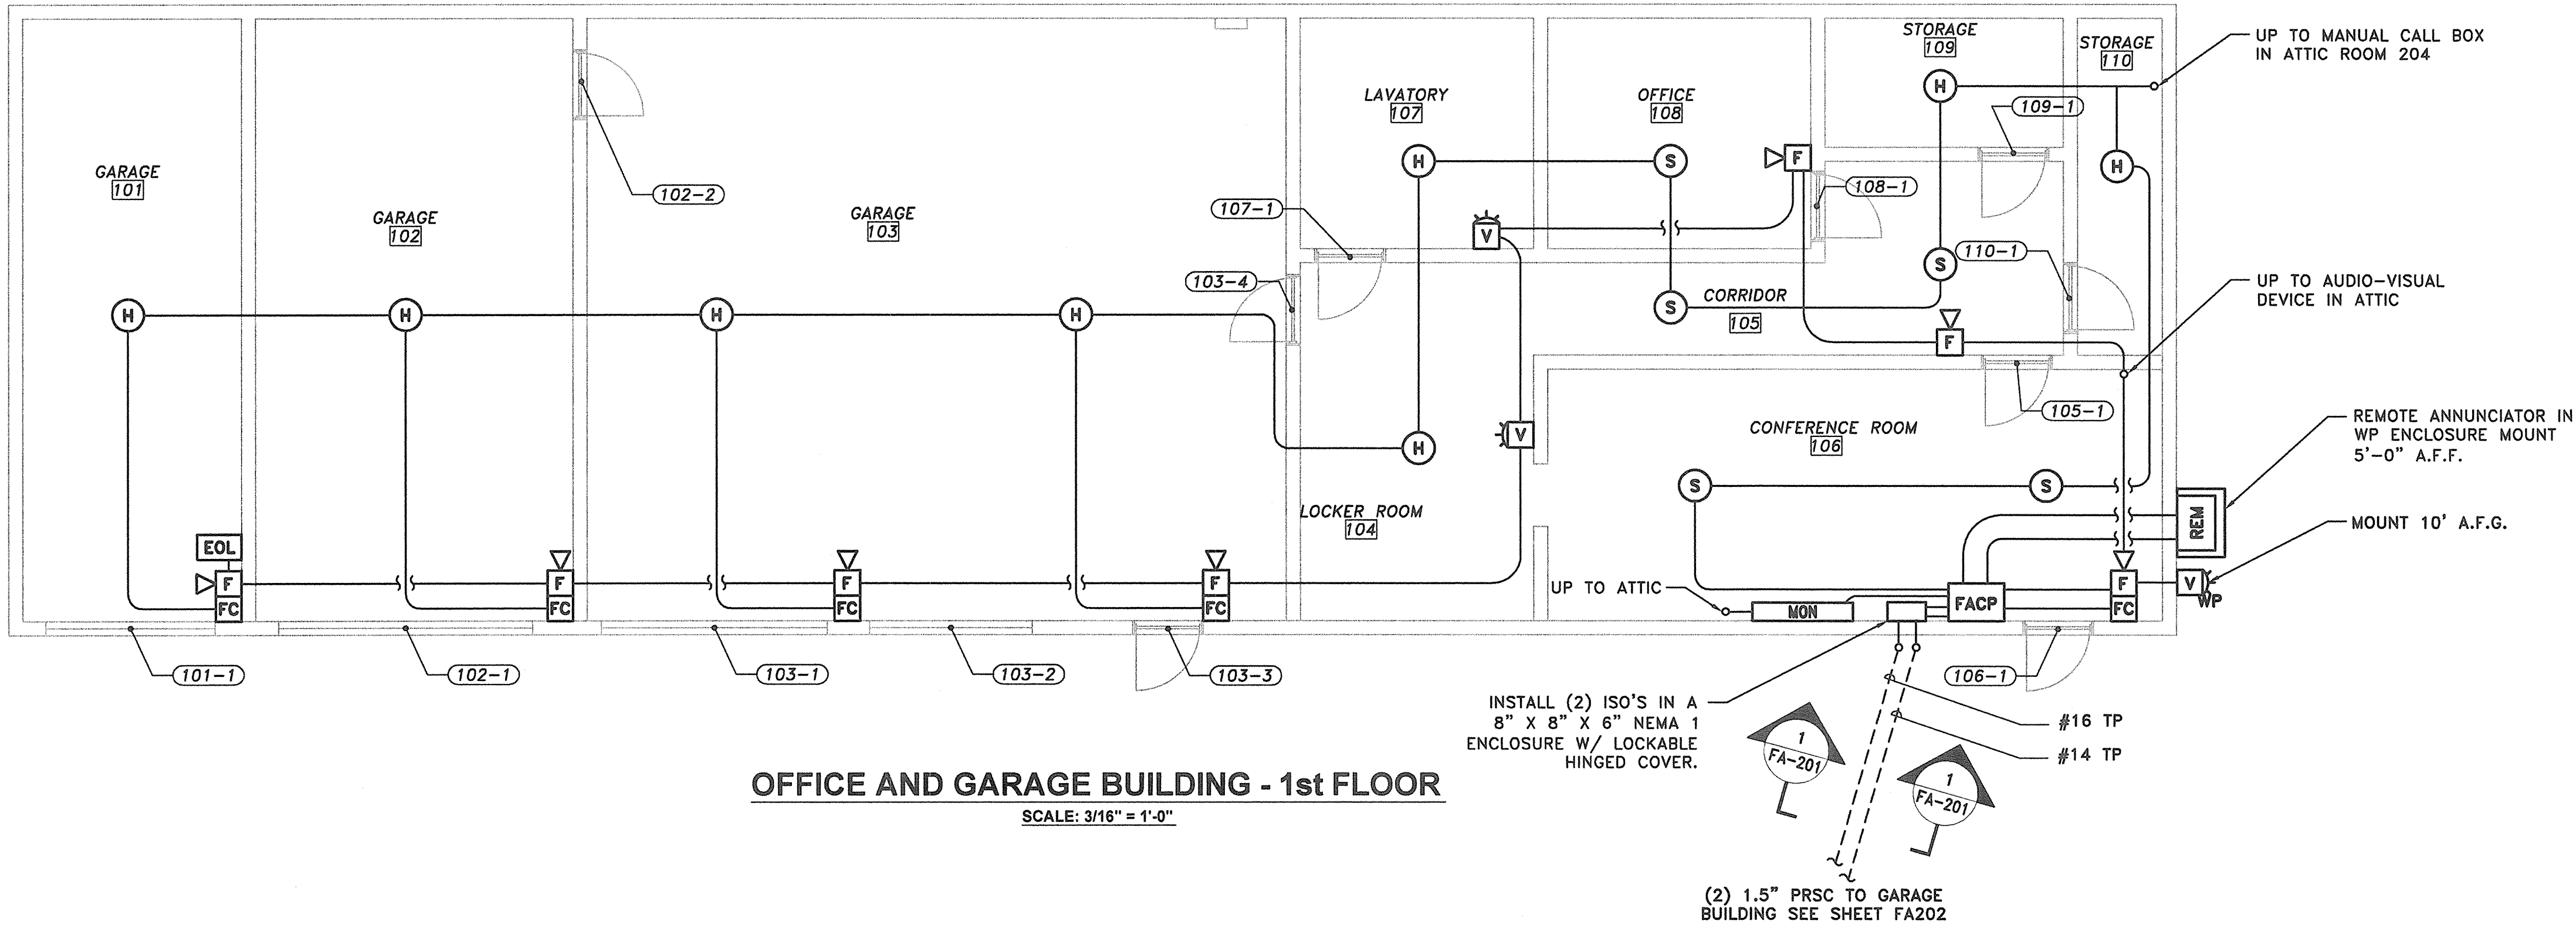 STORAGE
109
STORAGE
110
UP TO MANUAL CALL BOX
IN ATTIC ROOM 204
LAVATORY
107
OFFICE
108
H
109-1
GARAGE
101
102-2
GARAGE
102
GARAGE
103
H
S
F
108-1
H
107-1
V
103-4
110-1
S
CORRIDOR
105
S
UP TO AUDIO-VISUAL
DEVICE IN ATTIC
H
H
H
H
F
105-1
V
H
CONFERENCE ROOM
106
REMOTE ANNUNCIATOR IN
WP ENCLOSURE MOUNT
5'-0" A.F.F.
S
S
LOCKER ROOM
104
REM
MOUNT 10' A.F.G.
EOL
F
FC
F
FC
F
FC
F
FC
UP TO ATTIC
MON
FACP
F
FC
V
WP
101-1
102-1
103-1
103-2
103-3
106-1
INSTALL (2) ISO'S IN A
8" X 8" X 6" NEMA 1
ENCLOSURE W/ LOCKABLE
HINGED COVER.
#16 TP
#14 TP
1
FA-201
1
FA-201
OFFICE AND GARAGE BUILDING - 1st FLOOR
SCALE: 3/16" = 1'-0"
(2) 1.5" PRSC TO GARAGE
BUILDING SEE SHEET FA202